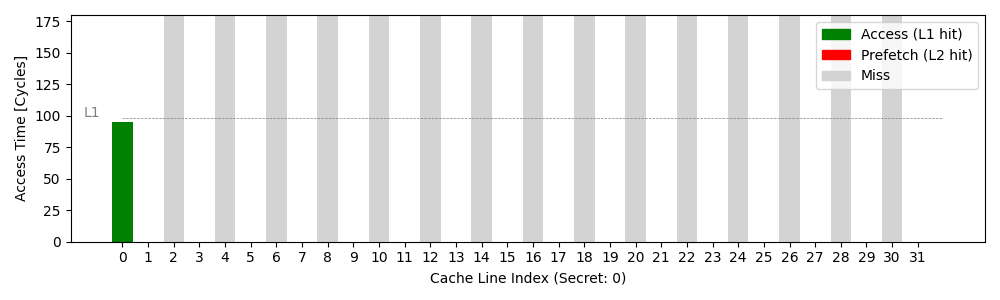 Access Time [Cycles]
175
150
125
100
75
50
25
0
L1
Access (L1 hit)
Prefetch (L2 hit)
Miss
0 1 2 3 4 5 6 7 8 9 10 11 12 13 14 15 16 17 18 19 20 21 22 23 24 25 26 27 28 29 30 31
Cache Line Index (Secret: 0)